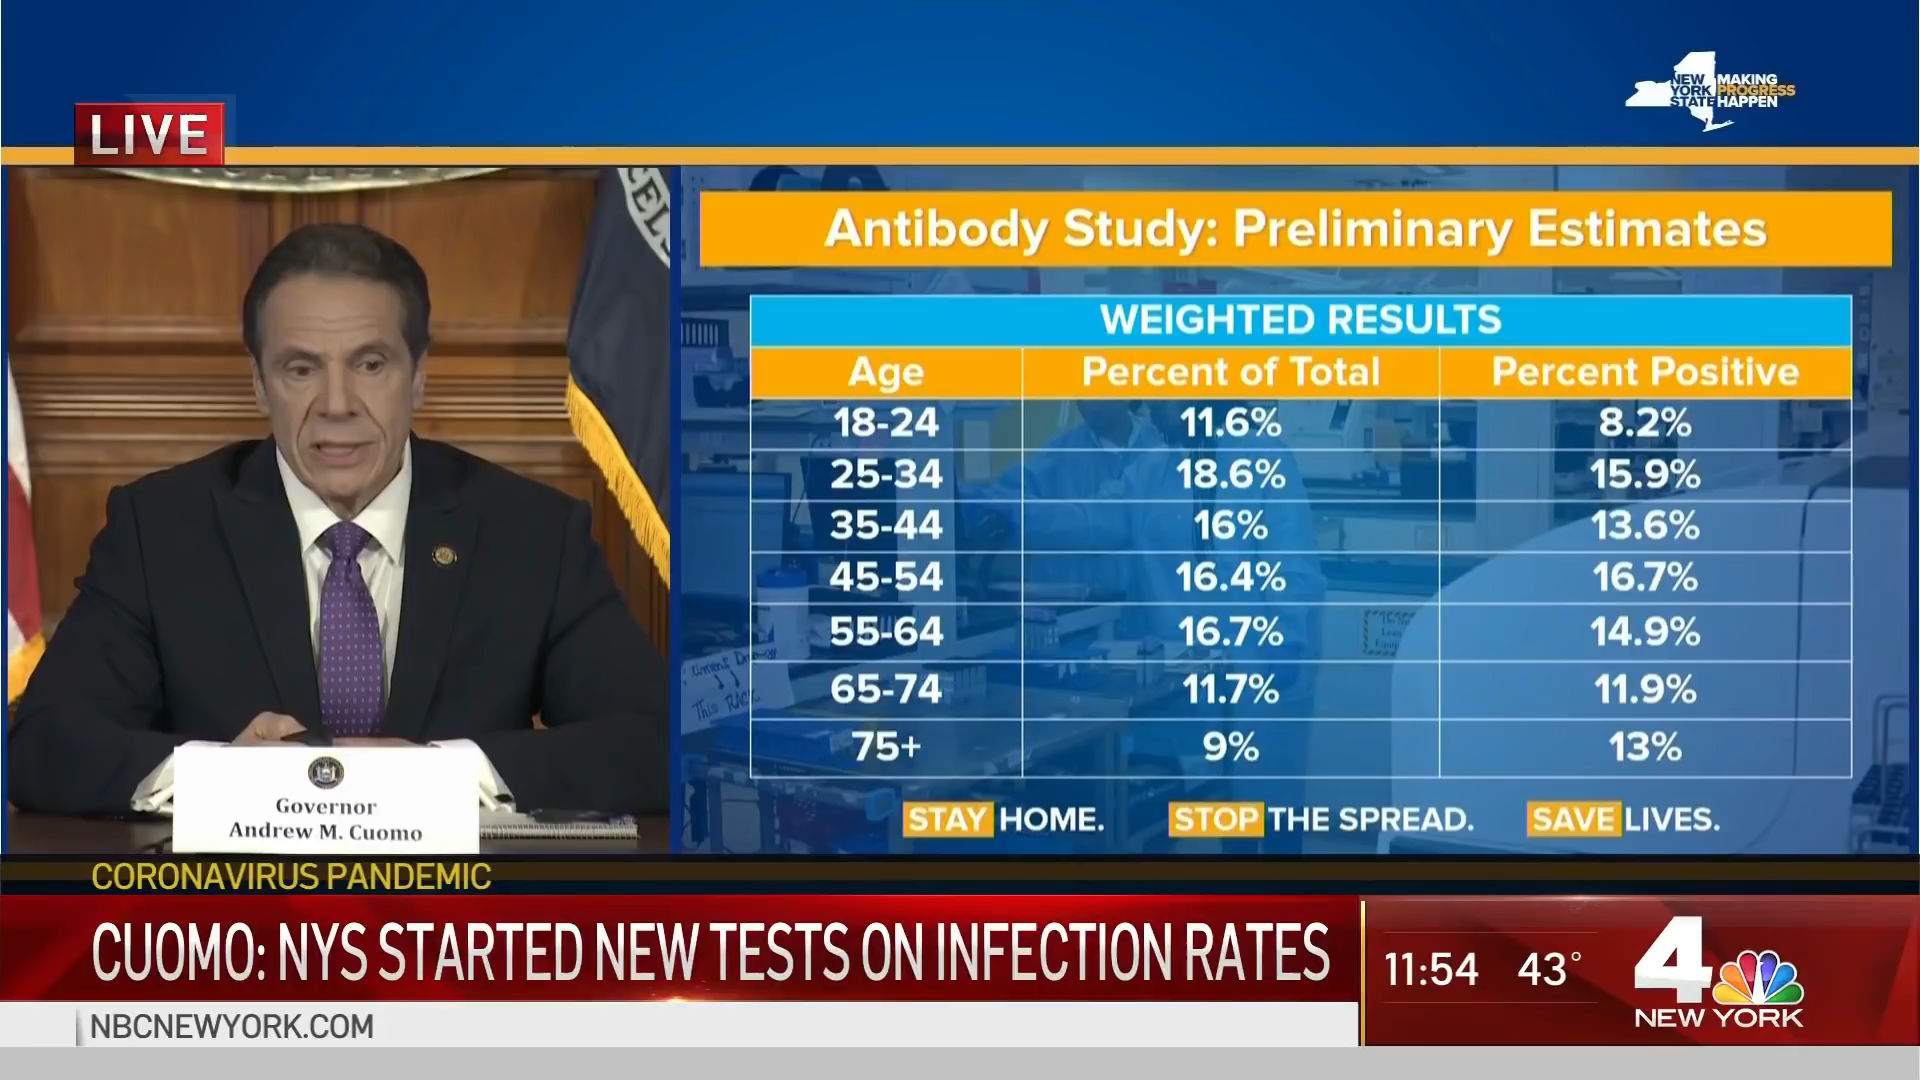 NEW YORK STATE
MAKING PROGRESS HAPPEN
LIVE
CELS
Antibody Study: Preliminary Estimates
WEIGHTED RESULTS
Age Percent of Total Percent Positive
18-24 11.6% 8.2%
25-34 18.6% 15.9%
35-44 16% 13.6%
45-54 16.4% 16.7%
55-64 16.7% 14.9%
65-74 11.7% 11.9%
75+ 9% 13%
This RACK
STAY HOME. STOP THE SPREAD. SAVE LIVES.
Governor
Andrew M. Cuomo
CORONAVIRUS PANDEMIC
CUOMO: NYS STARTED NEW TESTS ON INFECTION RATES
11:54 43°
4
NEW YORK
NBCNEWYORK.COM